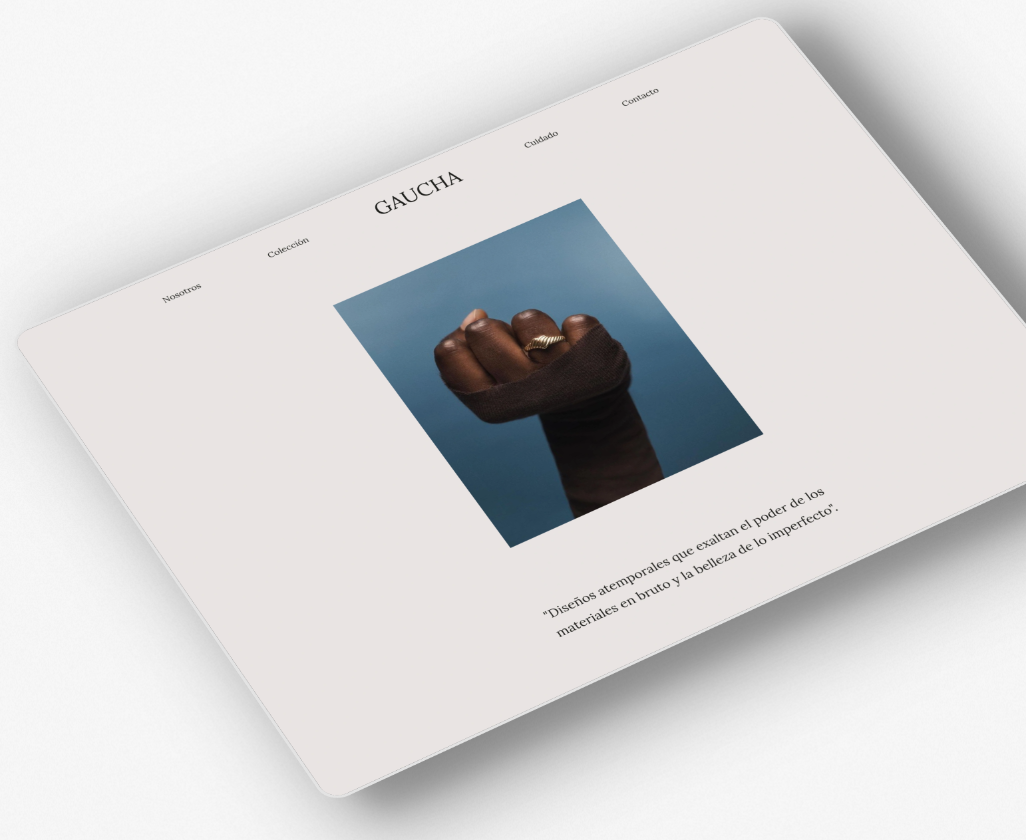 Nosotros
Colección
GAUCHA
Cuidado
Contacto
"Diseños atemporales que exaltan el poder de los
materiales en bruto y la belleza de lo imperfecto".